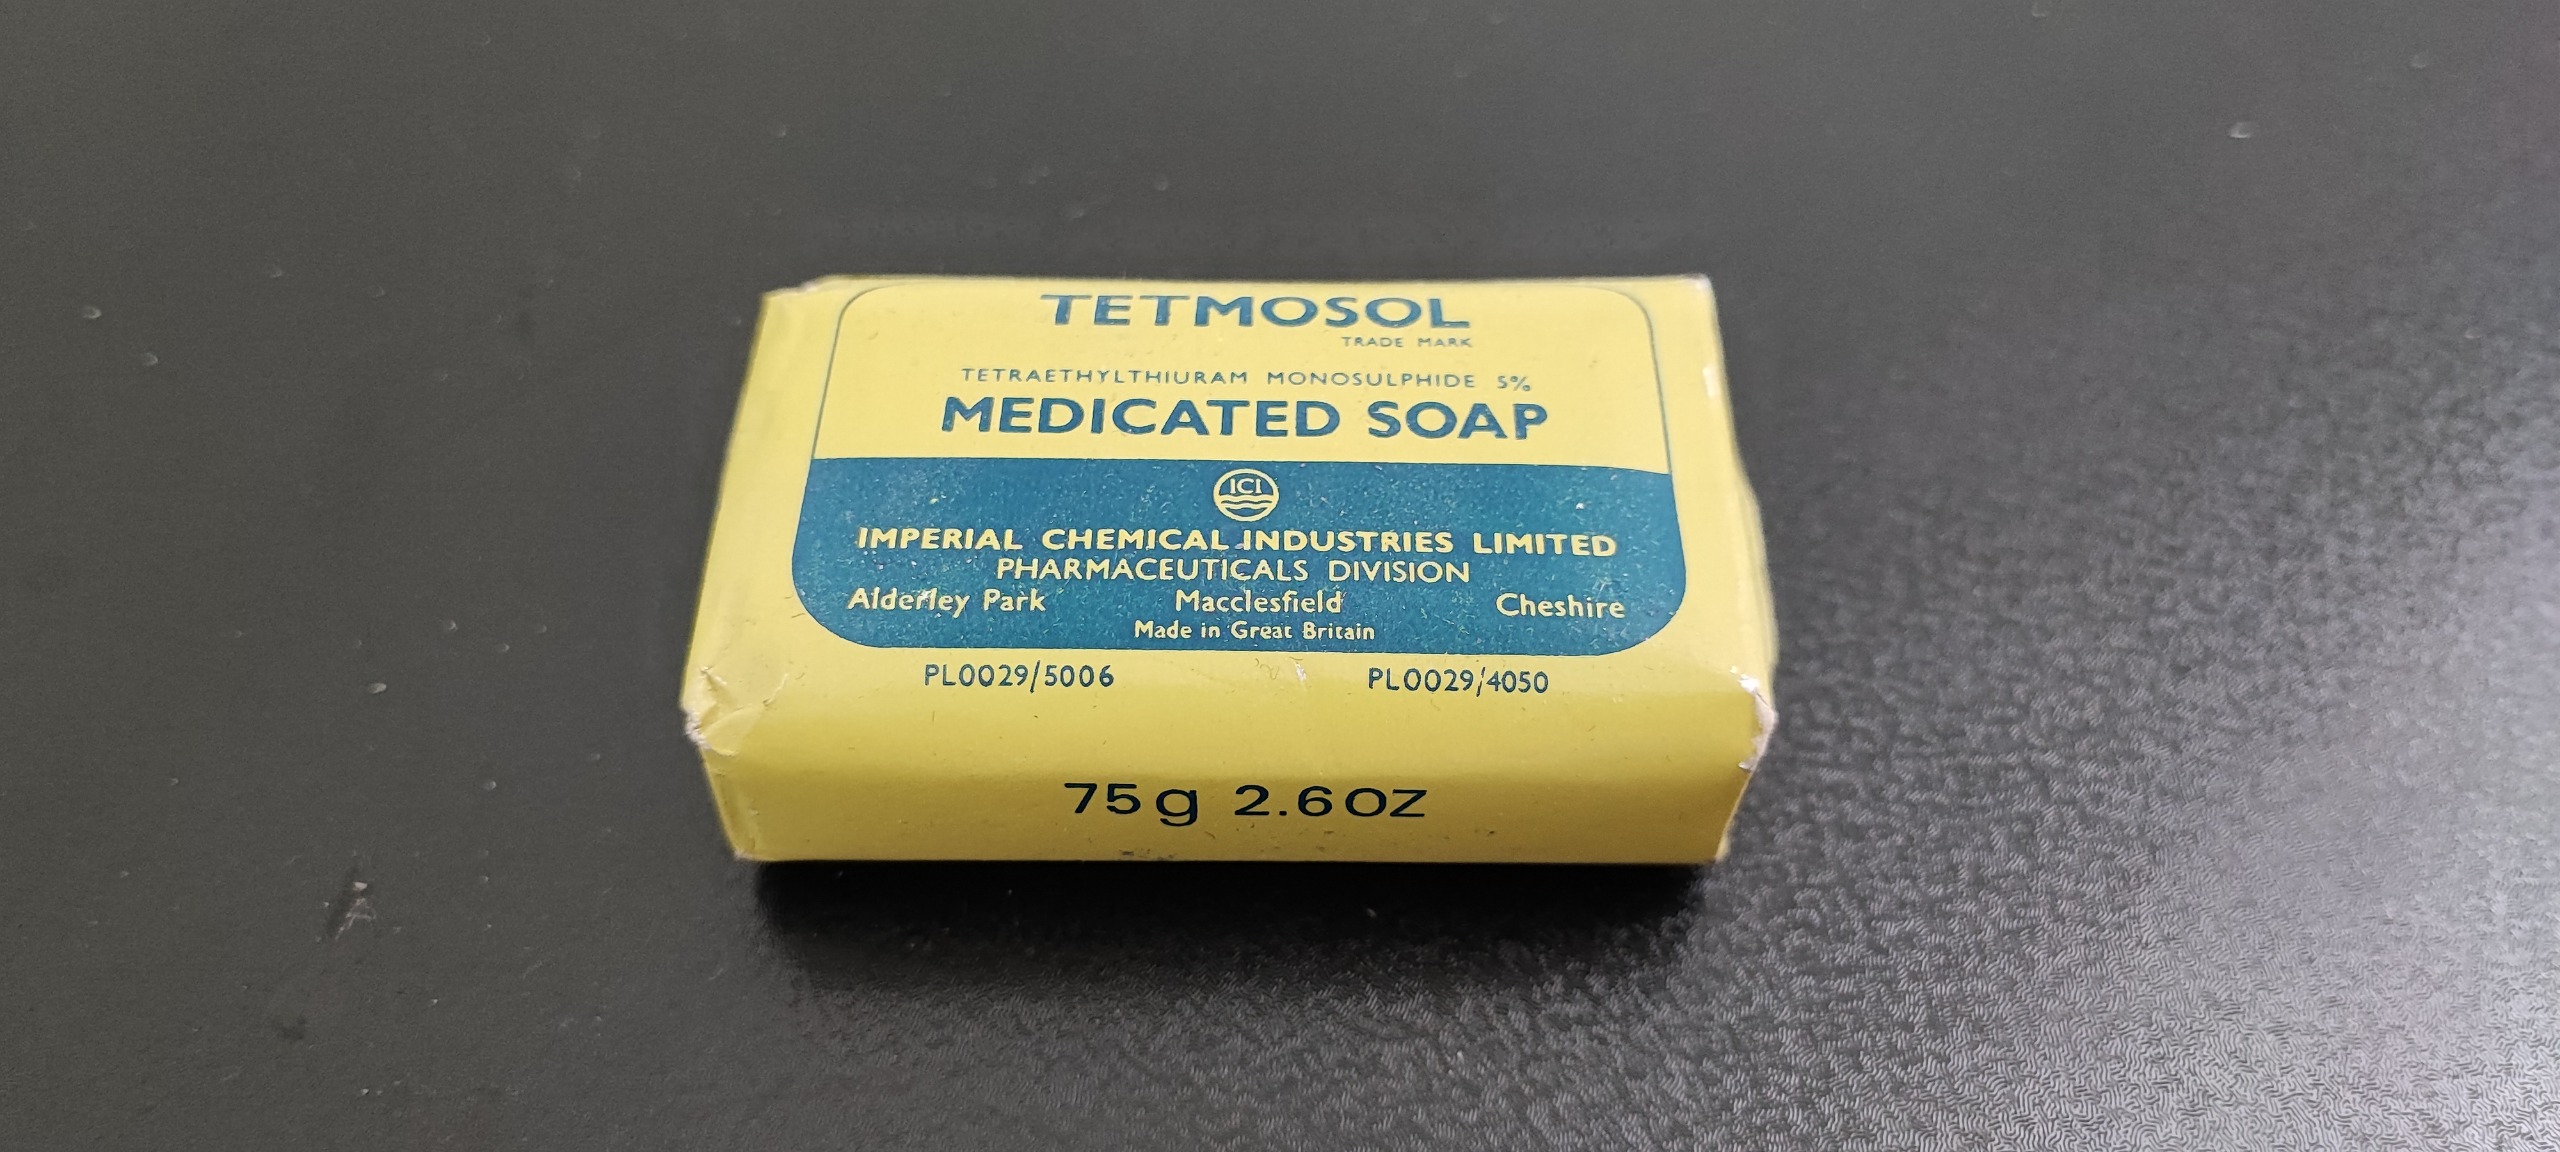 TETMOSOL
TRADE MARK
TETRAETHYLTHIURAM MONOSULPHIDE 5%
MEDICATED SOAP
ICI
IMPERIAL CHEMICAL INDUSTRIES LIMITED
PHARMACEUTICALS DIVISION
Alderley Park Macclesfield Cheshire
Made in Great Britain
PL0029/5006 PL0029/4050
75g 2.6OZ